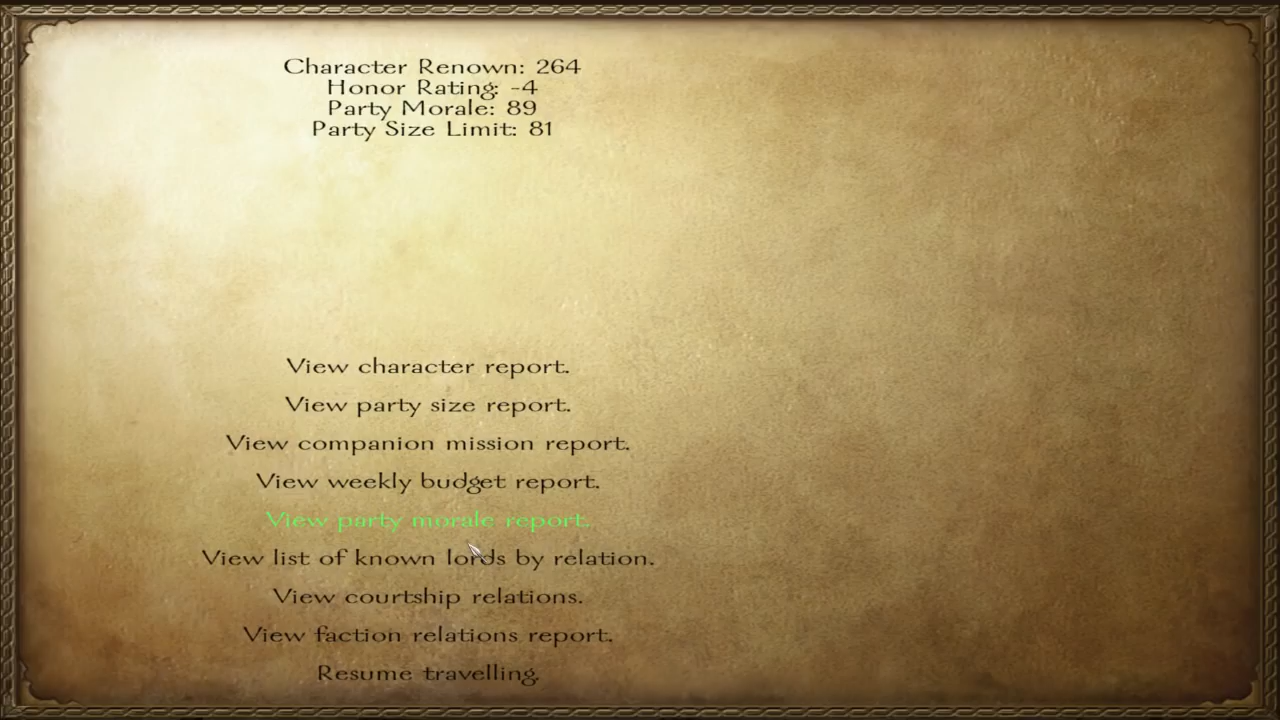 Character Renown: 264
Honor Rating: -4
Party Morale: 89
Party Size Limit: 81
View character report.
View party size report.
View companion mission report.
View weekly budget report.
View party morale report.
View list of known lords by relation.
View courtship relations.
View faction relations report.
Resume travelling.